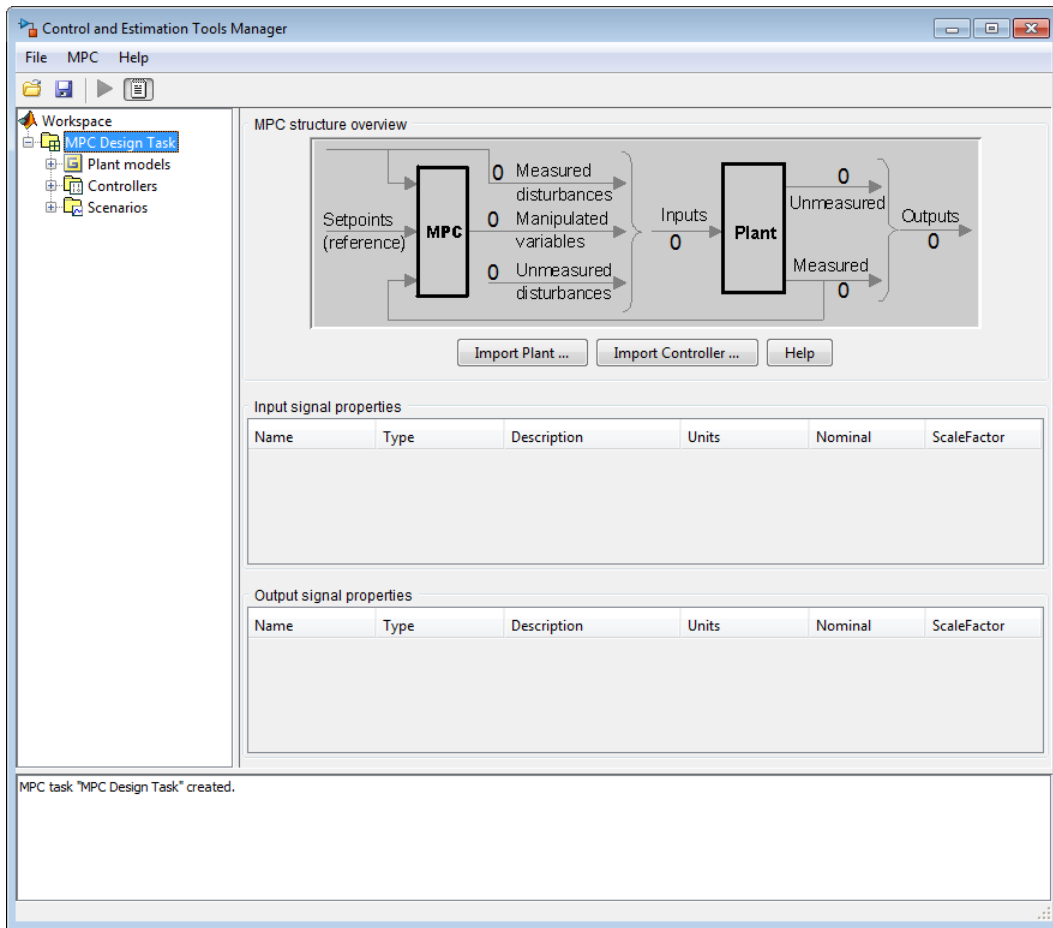 Control and Estimation Tools Manager
File MPC Help
Workspace
MPC Design Task
Plant models
Controllers
Scenarios
MPC structure overview
Setpoints
(reference)
MPC
0 Measured
disturbances
0 Manipulated
variables
0 Unmeasured
disturbances
Inputs
0
Plant
0
Unmeasured
Measured
0
Outputs
0
Import Plant ... Import Controller ... Help
Input signal properties
Name Type Description Units Nominal ScaleFactor
Output signal properties
Name Type Description Units Nominal ScaleFactor
MPC task "MPC Design Task" created.